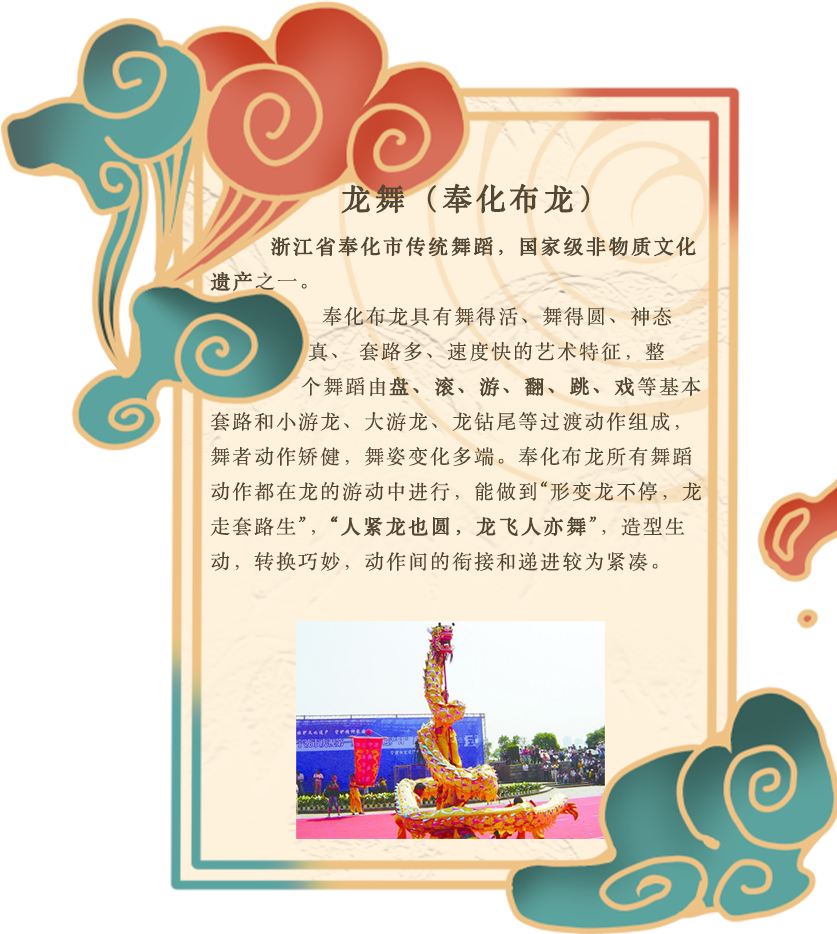 龙舞（奉化布龙）
浙江省奉化市传统舞蹈，国家级非物质文化
遗产之一。
奉化布龙具有舞得活、舞得圆、神态
真、 套路多、速度快的艺术特征，整
个舞蹈由盘、滚、游、翻、跳、戏等基本
套路和小游龙、大游龙、龙钻尾等过渡动作组成，
舞者动作矫健，舞姿变化多端。奉化布龙所有舞蹈
动作都在龙的游动中进行，能做到“形变龙不停，龙
走套路生”，“人紧龙也圆，龙飞人亦舞”，造型生
动，转换巧妙，动作间的衔接和递进较为紧凑。